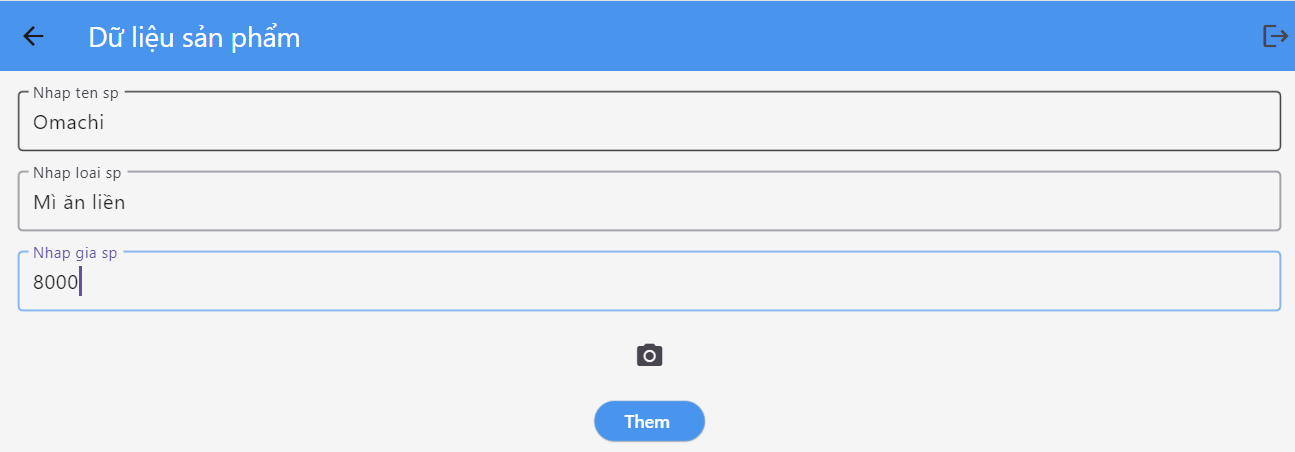 Dữ liệu sản phẩm
Nhap ten sp
Omachi
Nhap loai sp
Mì ăn liền
Nhap gia sp
8000
Them